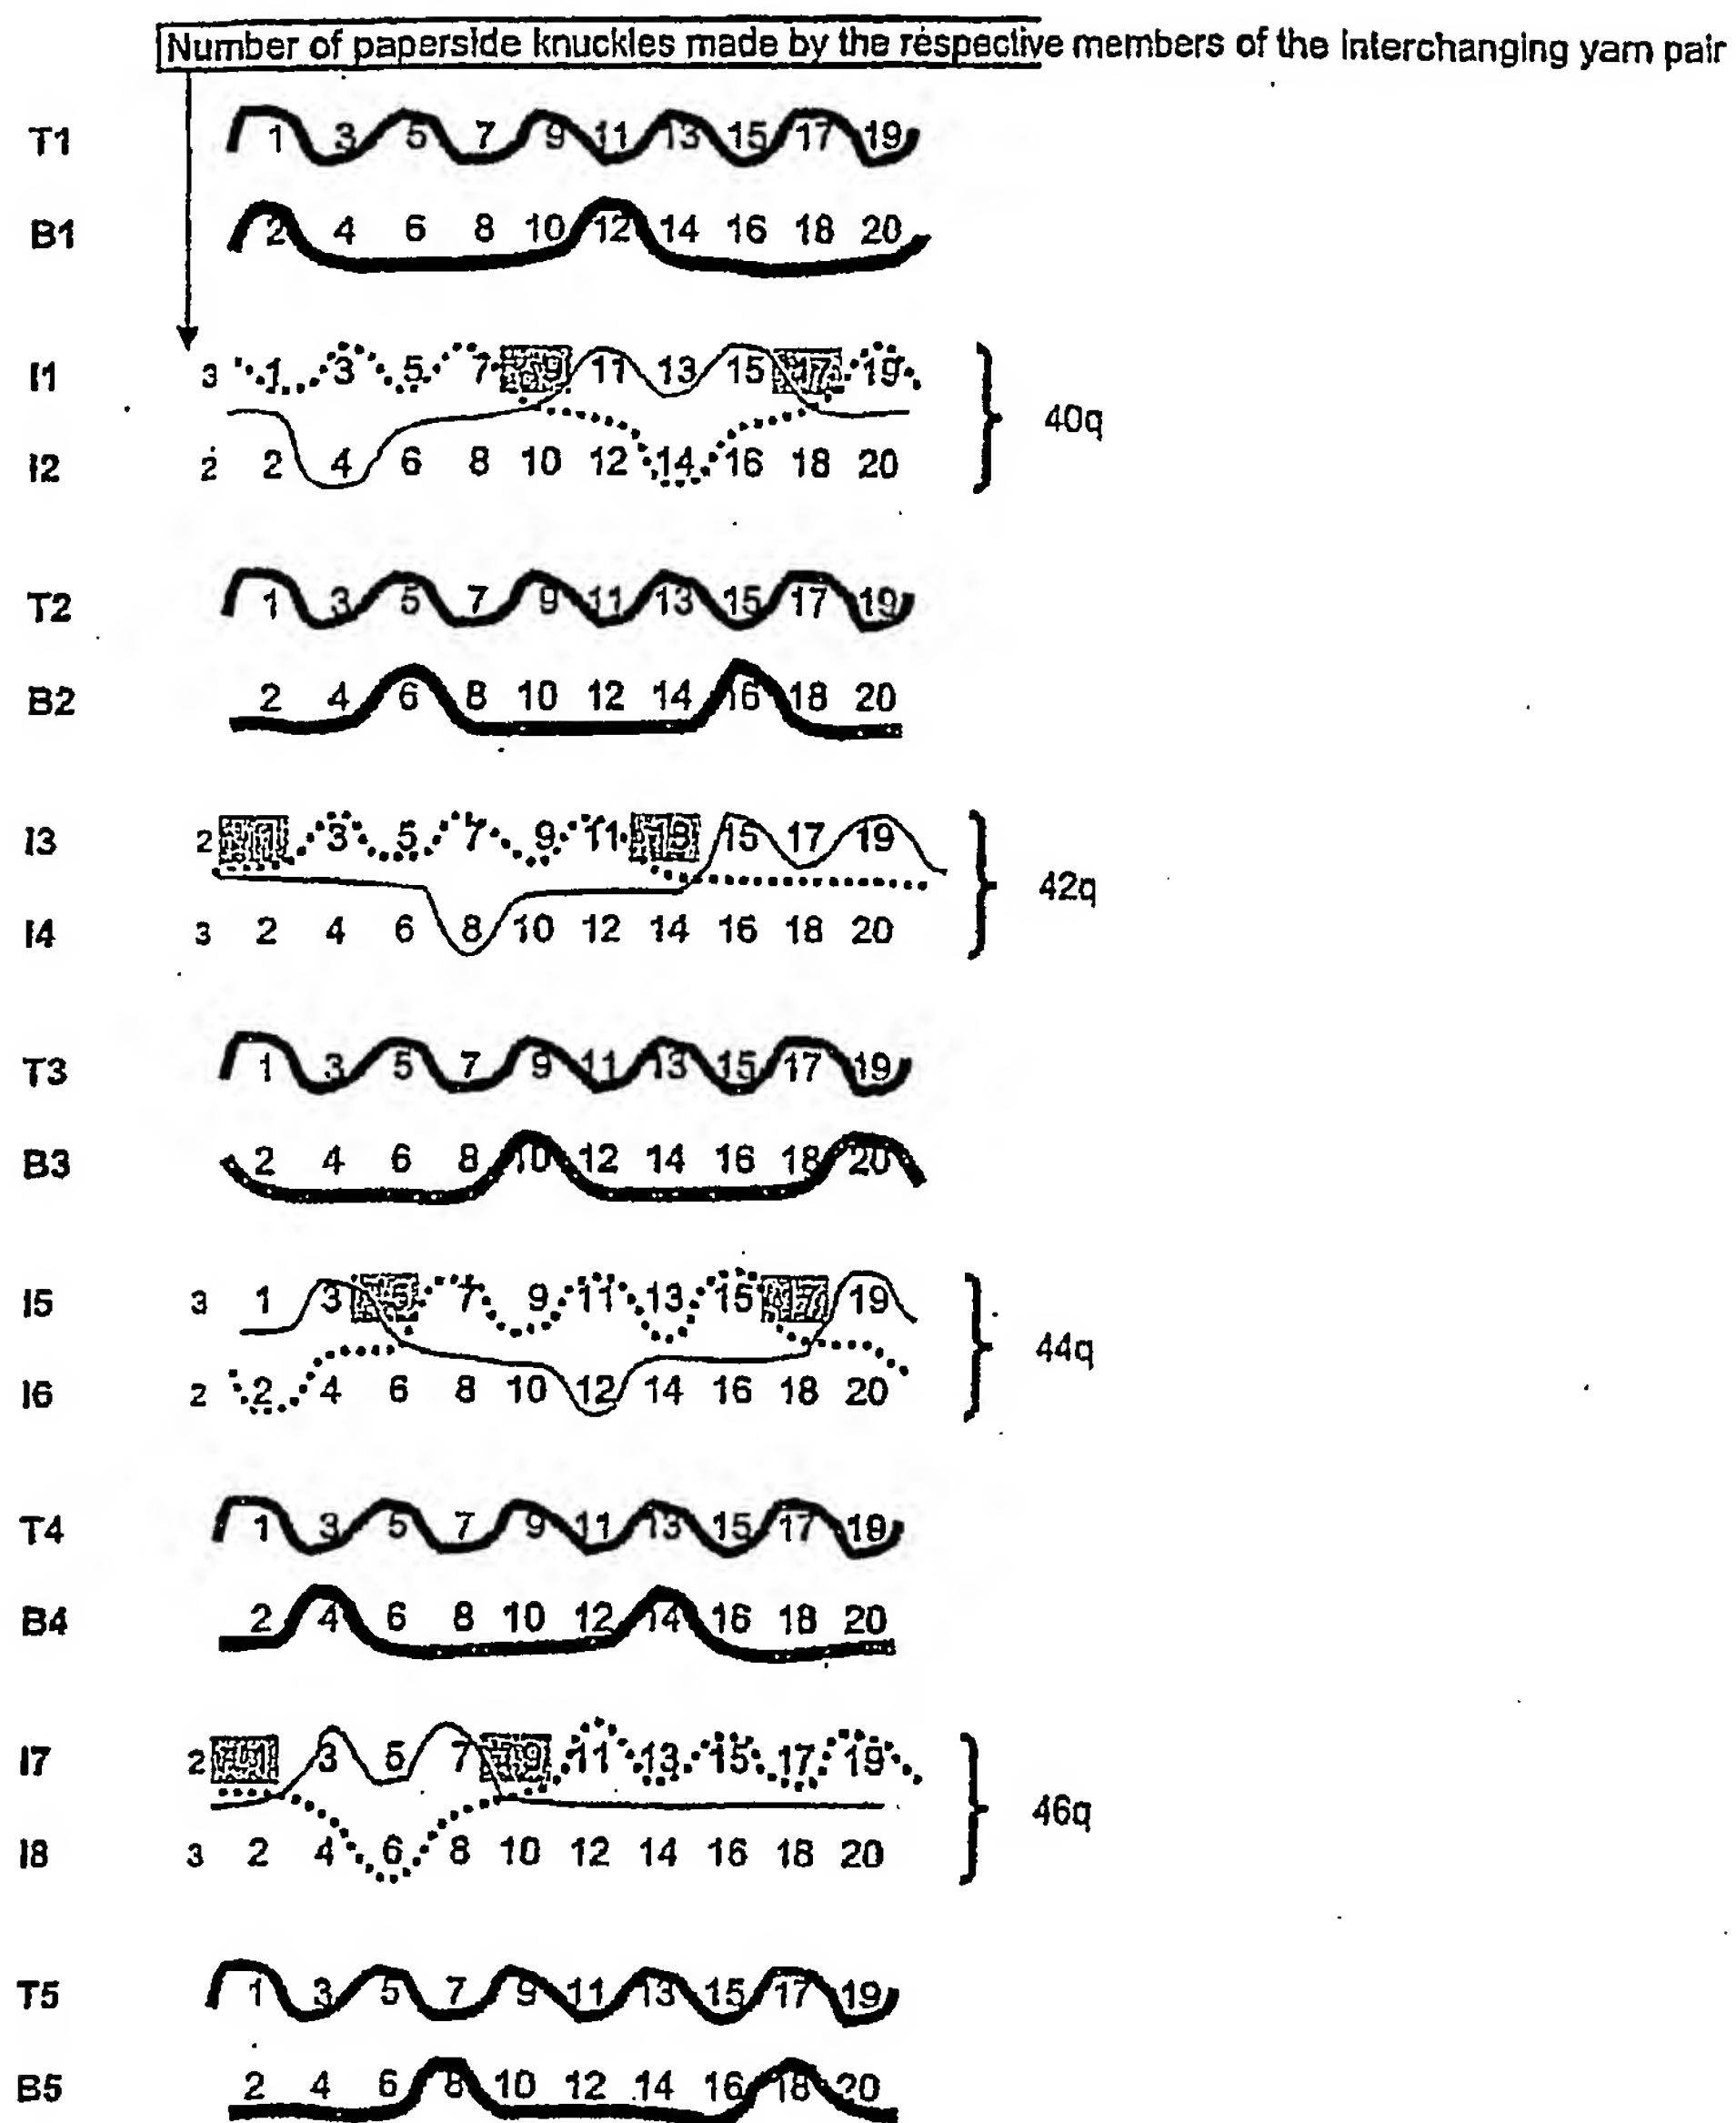 Number of paperside knuckles made by the respective members of the interchanging yarn pair
T1 1 3 5 7 9 11 13 15 17 19
B1 2 4 6 8 10 12 14 16 18 20
I1 3 1 3 5 7 9 11 13 15 17 19
40q
I2 2 2 4 6 8 10 12 14 16 18 20
T2 1 3 5 7 9 11 13 15 17 19
B2 2 4 6 8 10 12 14 16 18 20
I3 2 1 3 5 7 9 11 13 15 17 19
42q
I4 3 2 4 6 8 10 12 14 16 18 20
T3 1 3 5 7 9 11 13 15 17 19
B3 2 4 6 8 10 12 14 16 18 20
I5 3 1 3 5 7 9 11 13 15 17 19
44q
I6 2 2 4 6 8 10 12 14 16 18 20
T4 1 3 5 7 9 11 13 15 17 19
B4 2 4 6 8 10 12 14 16 18 20
I7 2 1 3 5 7 9 11 13 15 17 19
46q
I8 3 2 4 6 8 10 12 14 16 18 20
T5 1 3 5 7 9 11 13 15 17 19
B5 2 4 6 8 10 12 14 16 18 20